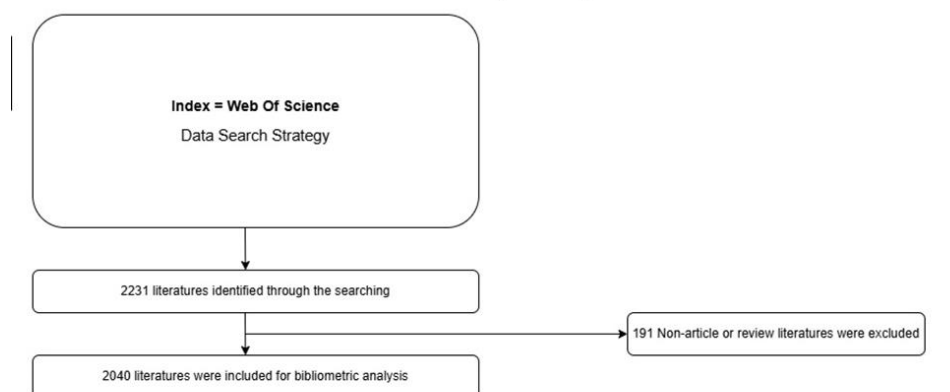 Index = Web Of Science
Data Search Strategy
2231 literatures identified through the searching
191 Non-article or review literatures were excluded
2040 literatures were included for bibliometric analysis